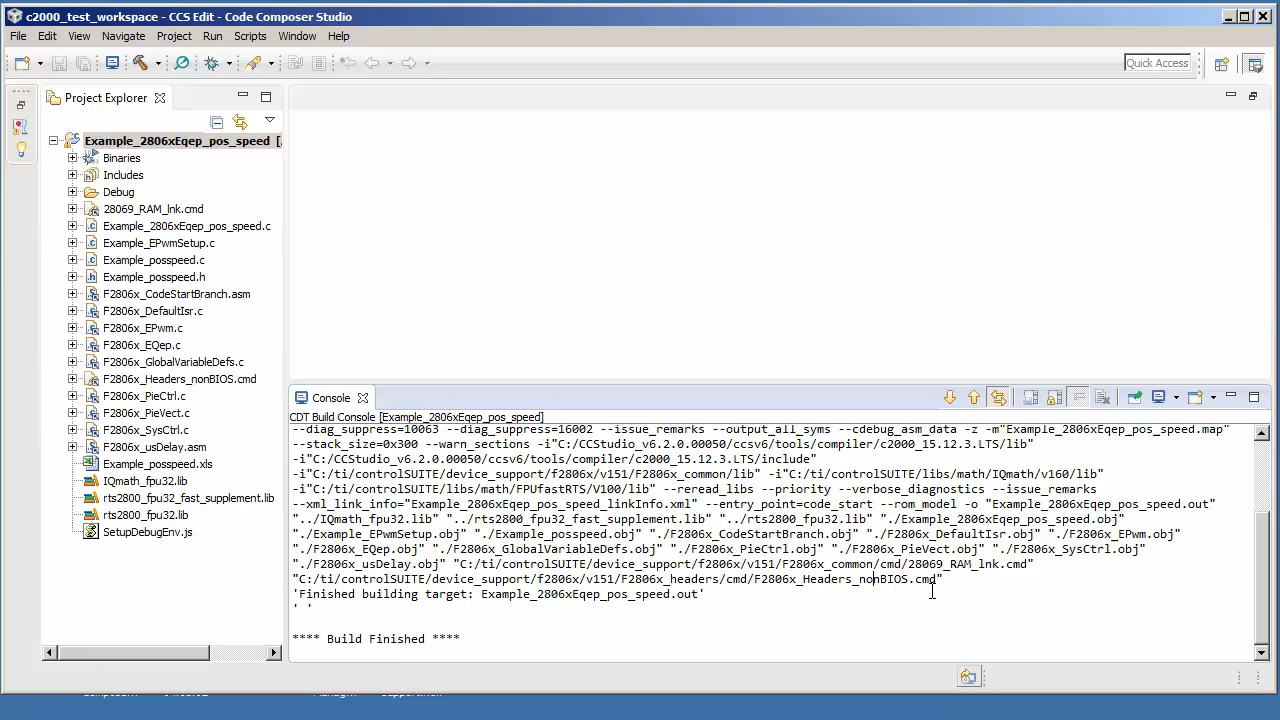 c2000_test_workspace - CCS Edit - Code Composer Studio
File Edit View Navigate Project Run Scripts Window Help
Quick Access
Project Explorer
Example_2806xEqep_pos_speed [
Binaries
Includes
Debug
28069_RAM_lnk.cmd
Example_2806xEqep_pos_speed.c
Example_EPwmSetup.c
Example_posspeed.c
Example_posspeed.h
F2806x_CodeStartBranch.asm
F2806x_DefaultIsr.c
F2806x_EPwm.c
F2806x_EQep.c
F2806x_GlobalVariableDefs.c
F2806x_Headers_nonBIOS.cmd
F2806x_PieCtrl.c
F2806x_PieVect.c
F2806x_SysCtrl.c
F2806x_usDelay.asm
Example_posspeed.xls
IQmath_fpu32.lib
rts2800_fpu32_fast_supplement.lib
rts2800_fpu32.lib
SetupDebugEnv.js
Console
CDT Build Console [Example_2806xEqep_pos_speed]
--diag_suppress=10063 --diag_suppress=16002 --issue_remarks --output_all_syms --cdebug_asm_data -z -m"Example_2806xEqep_pos_speed.map"
--stack_size=0x300 --warn_sections -i"C:/CCStudio_v6.2.0.00050/ccsv6/tools/compiler/c2000_15.12.3.LTS/lib"
-i"C:/CCStudio_v6.2.0.00050/ccsv6/tools/compiler/c2000_15.12.3.LTS/include"
-i"C:/ti/controlSUITE/device_support/f2806x/v151/F2806x_common/lib" -i"C:/ti/controlSUITE/libs/math/IQmath/v160/lib"
-i"C:/ti/controlSUITE/libs/math/FPUfastRTS/V100/lib" --reread_libs --priority --verbose_diagnostics --issue_remarks
--xml_link_info="Example_2806xEqep_pos_speed_linkInfo.xml" --entry_point=code_start --rom_model -o "Example_2806xEqep_pos_speed.out"
"../IQmath_fpu32.lib" "../rts2800_fpu32_fast_supplement.lib" "../rts2800_fpu32.lib" "./Example_2806xEqep_pos_speed.obj"
"./Example_EPwmSetup.obj" "./Example_posspeed.obj" "./F2806x_CodeStartBranch.obj" "./F2806x_DefaultIsr.obj" "./F2806x_EPwm.obj"
"./F2806x_EQep.obj" "./F2806x_GlobalVariableDefs.obj" "./F2806x_PieCtrl.obj" "./F2806x_PieVect.obj" "./F2806x_SysCtrl.obj"
"./F2806x_usDelay.obj" "C:/ti/controlSUITE/device_support/f2806x/v151/F2806x_common/cmd/28069_RAM_lnk.cmd"
"C:/ti/controlSUITE/device_support/f2806x/v151/F2806x_headers/cmd/F2806x_Headers_nonBIOS.cmd"
'Finished building target: Example_2806xEqep_pos_speed.out'
' '
**** Build Finished ****